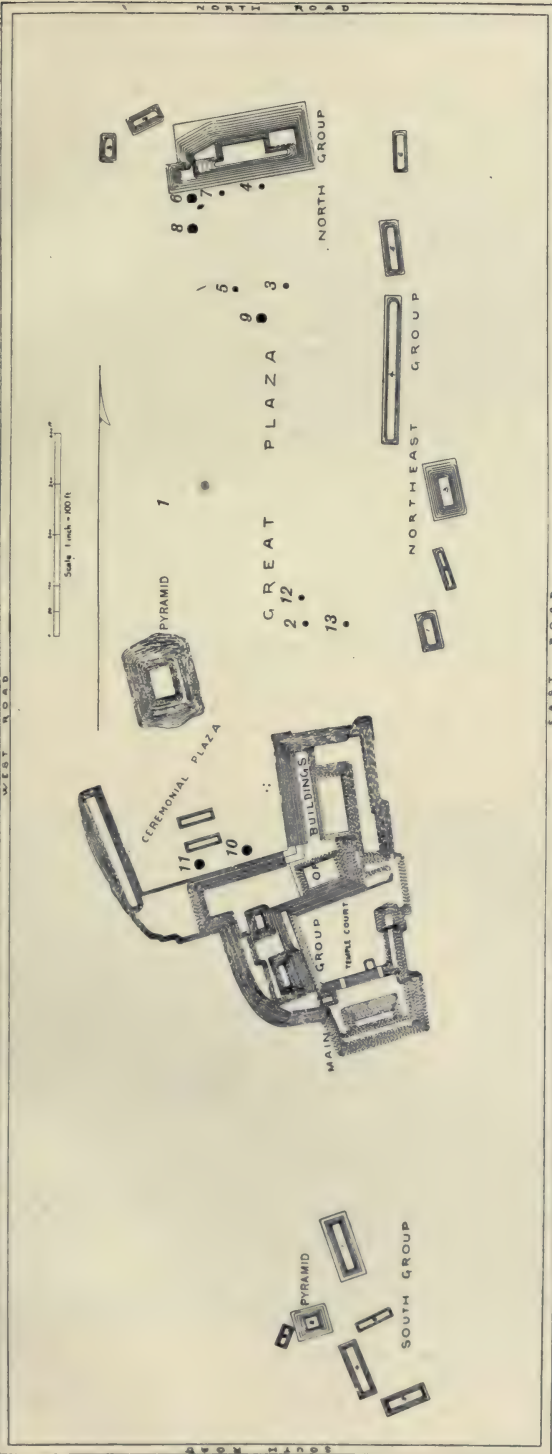 NORTH ROAD
WEST ROAD
EAST ROAD
SOUTH ROAD
Scale 1 inch = 100 ft
NORTH GROUP
6
7
4
8
5
3
9
GREAT PLAZA
1
NORTHEAST GROUP
12
2
13
PYRAMID
CEREMONIAL PLAZA
11
10
MAIN GROUP OF BUILDINGS
TEMPLE COURT
PYRAMID
SOUTH GROUP